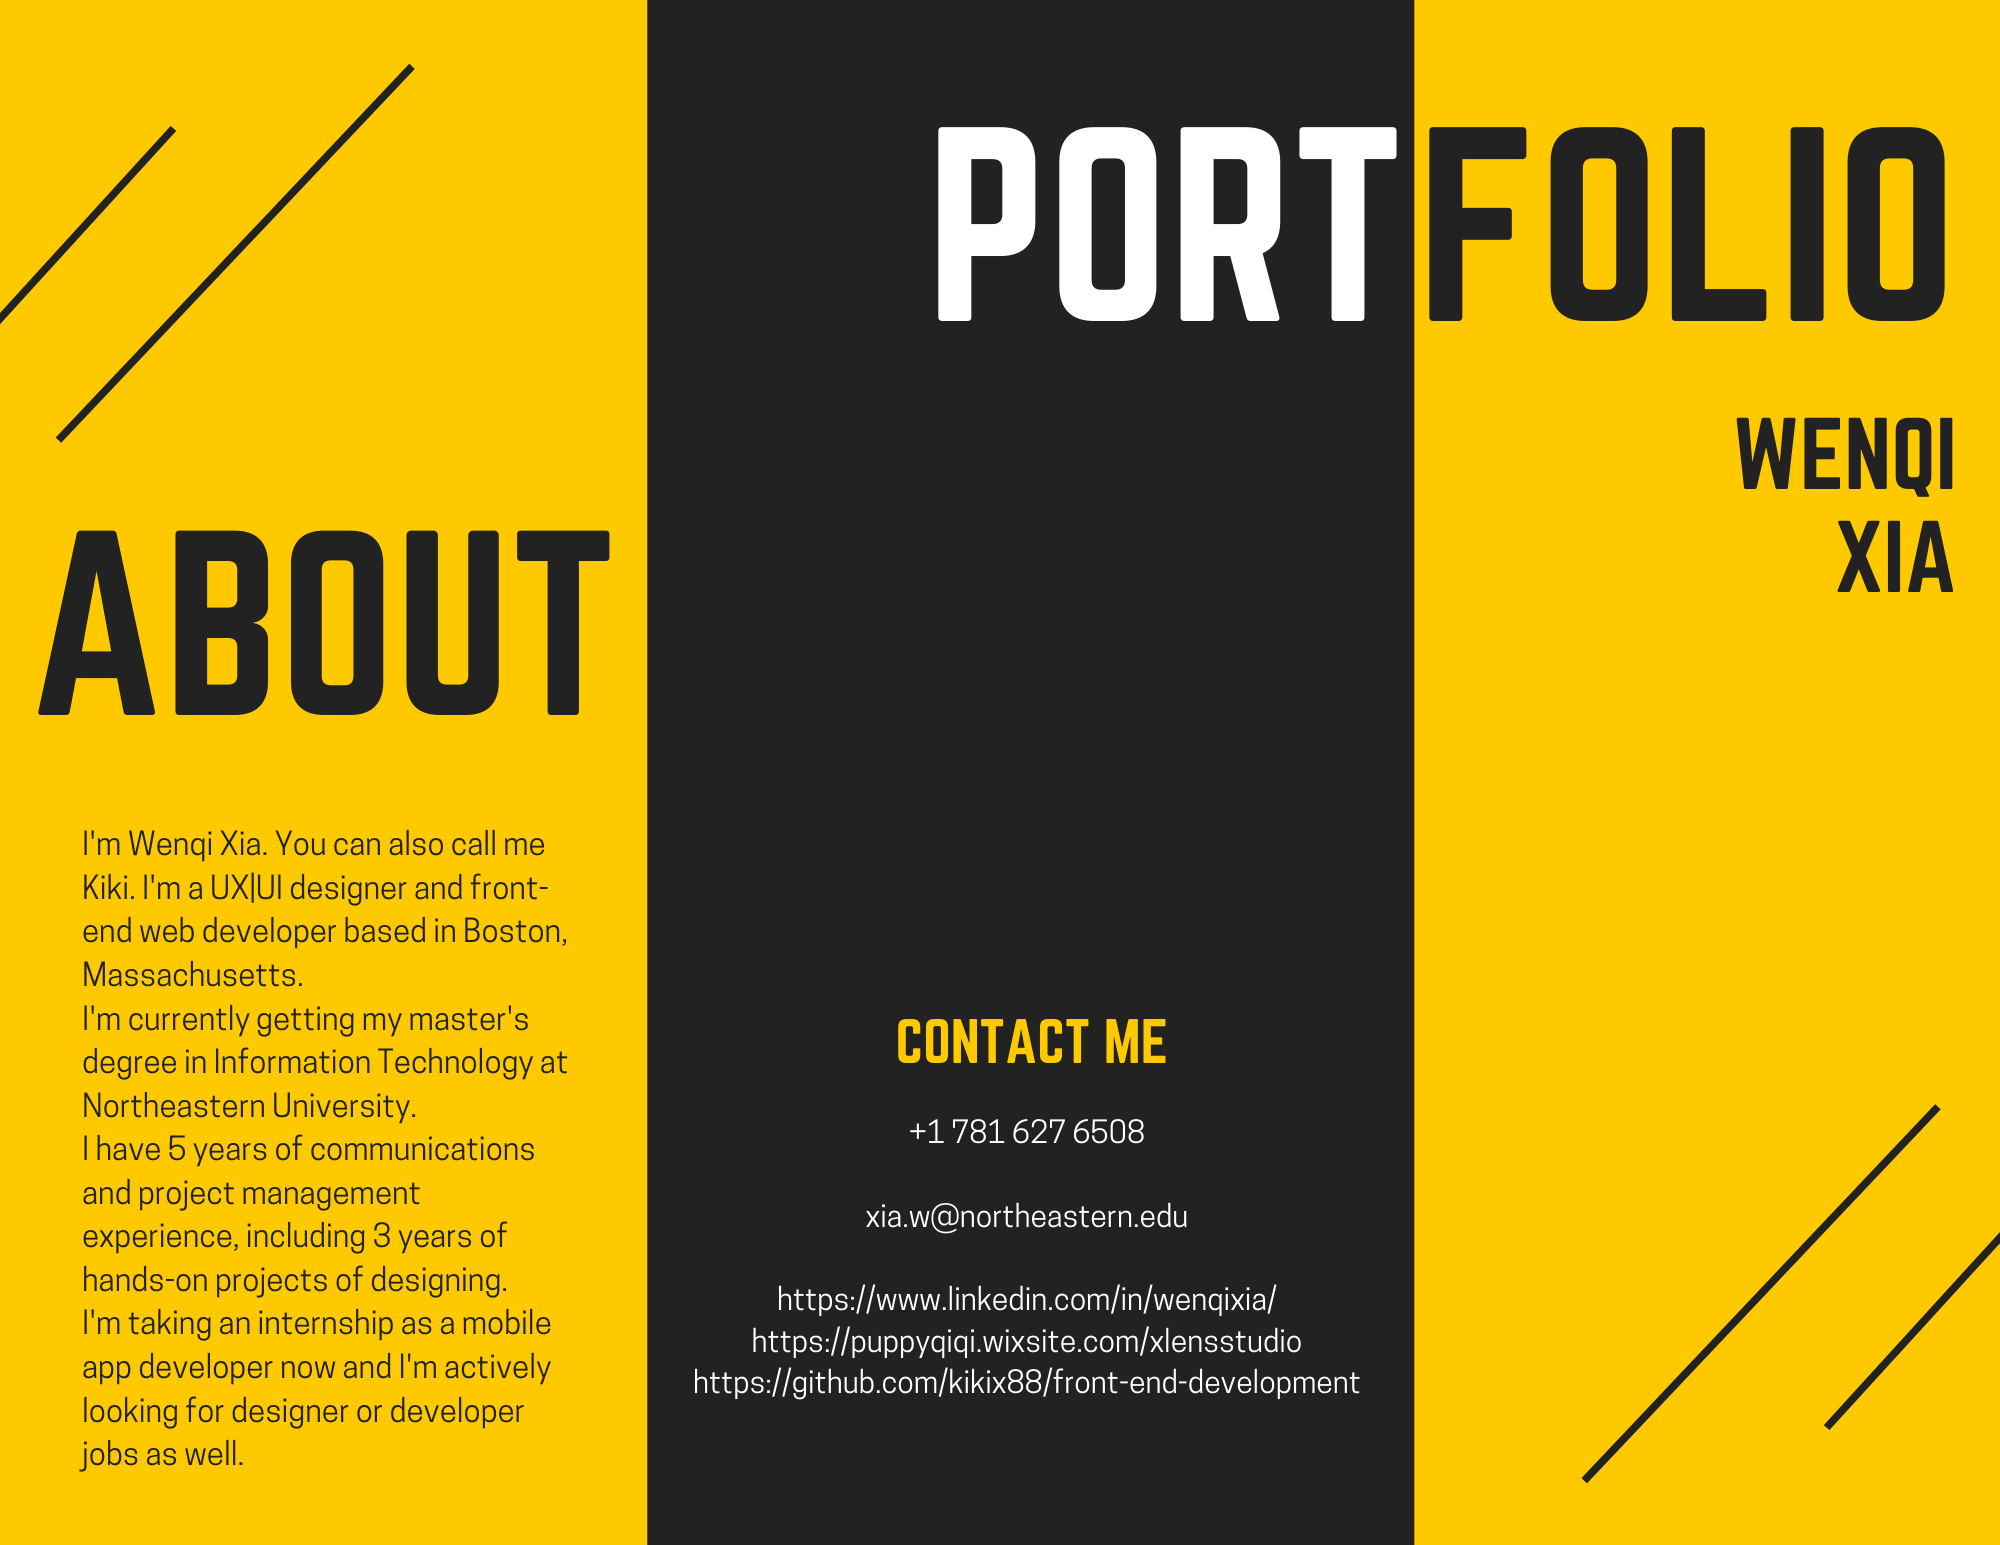 PORTFOLIO
WENQI
XIA
ABOUT
I'm Wenqi Xia. You can also call me
Kiki. I'm a UX|UI designer and front-
end web developer based in Boston,
Massachusetts.
I'm currently getting my master's
degree in Information Technology at
Northeastern University.
I have 5 years of communications
and project management
experience, including 3 years of
hands-on projects of designing.
I'm taking an internship as a mobile
app developer now and I'm actively
looking for designer or developer
jobs as well.
CONTACT ME
+1 781 627 6508
xia.w@northeastern.edu
https://www.linkedin.com/in/wenqixia/
https://puppyqiqi.wixsite.com/xlensstudio
https://github.com/kikix88/front-end-development